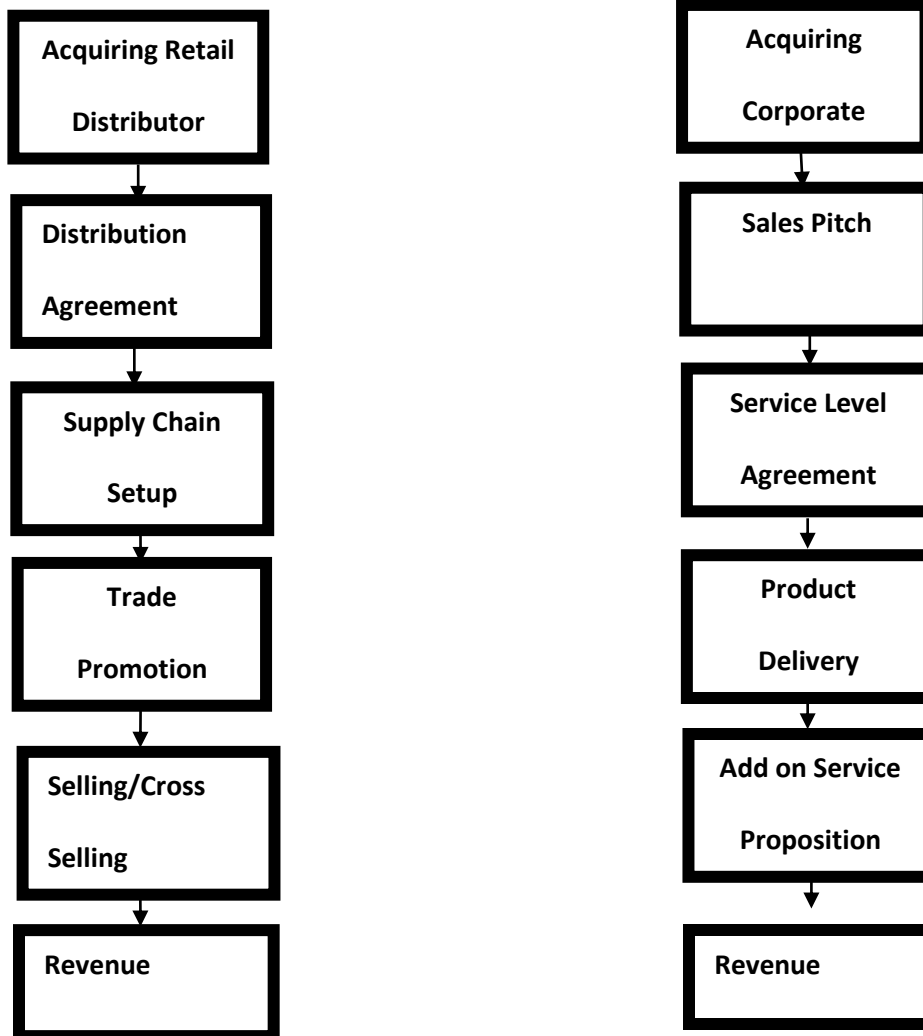 Acquiring Retail
Distributor
Distribution
Agreement
Supply Chain
Setup
Trade
Promotion
Selling/Cross
Selling
Revenue
Acquiring
Corporate
Sales Pitch
Service Level
Agreement
Product
Delivery
Add on Service
Proposition
Revenue